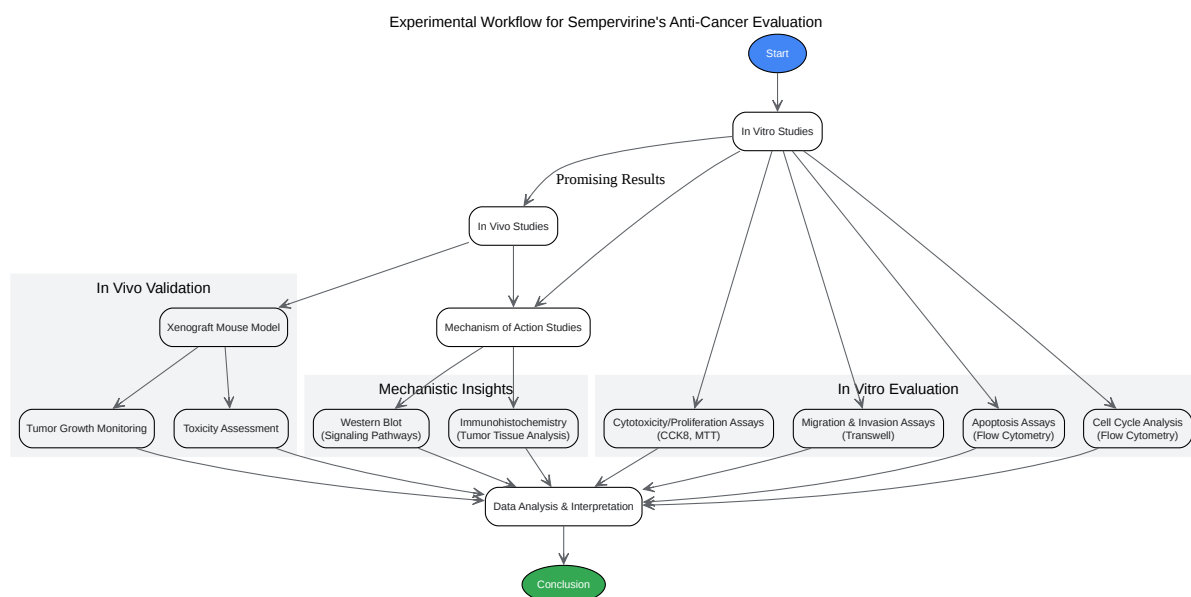 Experimental Workflow for Sempervirine's Anti-Cancer Evaluation
Start
In Vitro Studies
Promising Results
In Vivo Studies
In Vivo Validation
Xenograft Mouse Model
Mechanism of Action Studies
Mechanistic Insights
In Vitro Evaluation
Tumor Growth Monitoring
Toxicity Assessment
Western Blot
(Signaling Pathways)
Immunohistochemistry
(Tumor Tissue Analysis)
Cytotoxicity/Proliferation Assays
(CCK8, MTT)
Migration & Invasion Assays
(Transwell)
Apoptosis Assays
(Flow Cytometry)
Cell Cycle Analysis
(Flow Cytometry)
Data Analysis & Interpretation
Conclusion